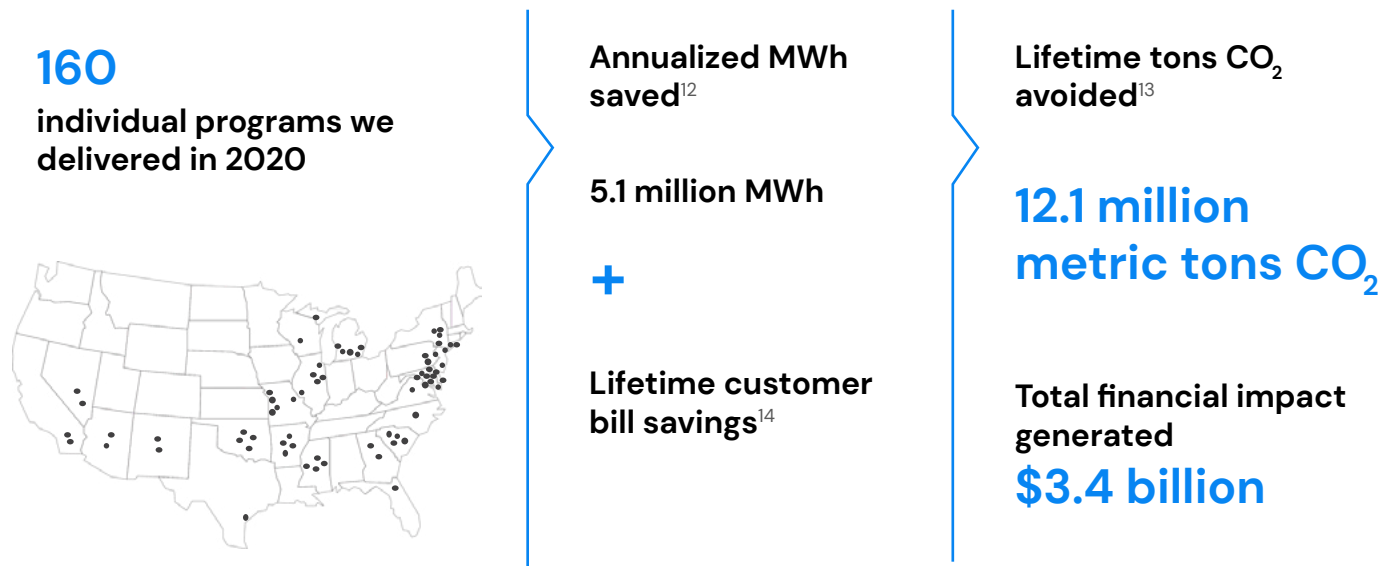 160
individual programs we
delivered in 2020
Annualized MWh
saved12
5.1 million MWh
+
Lifetime customer
bill savings14
Lifetime tons CO2
avoided13
12.1 million
metric tons CO2
Total financial impact
generated
$3.4 billion